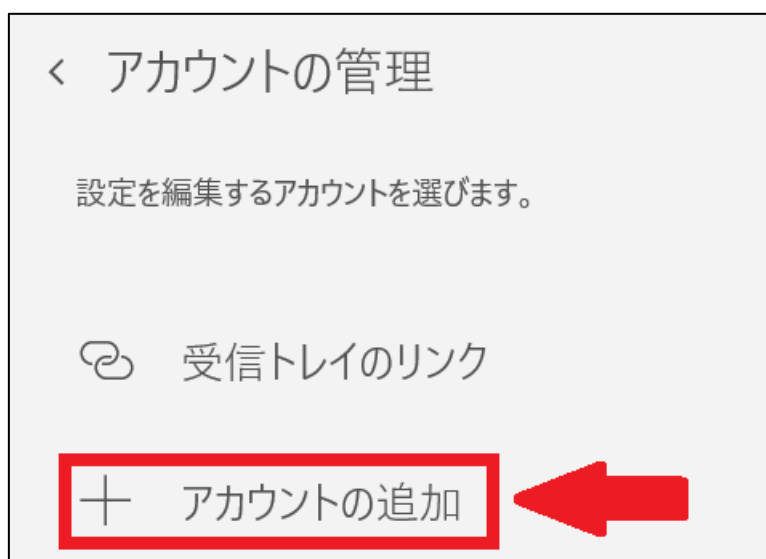 アカウントの管理
設定を編集するアカウントを選びます。
受信トレイのリンク
アカウントの追加